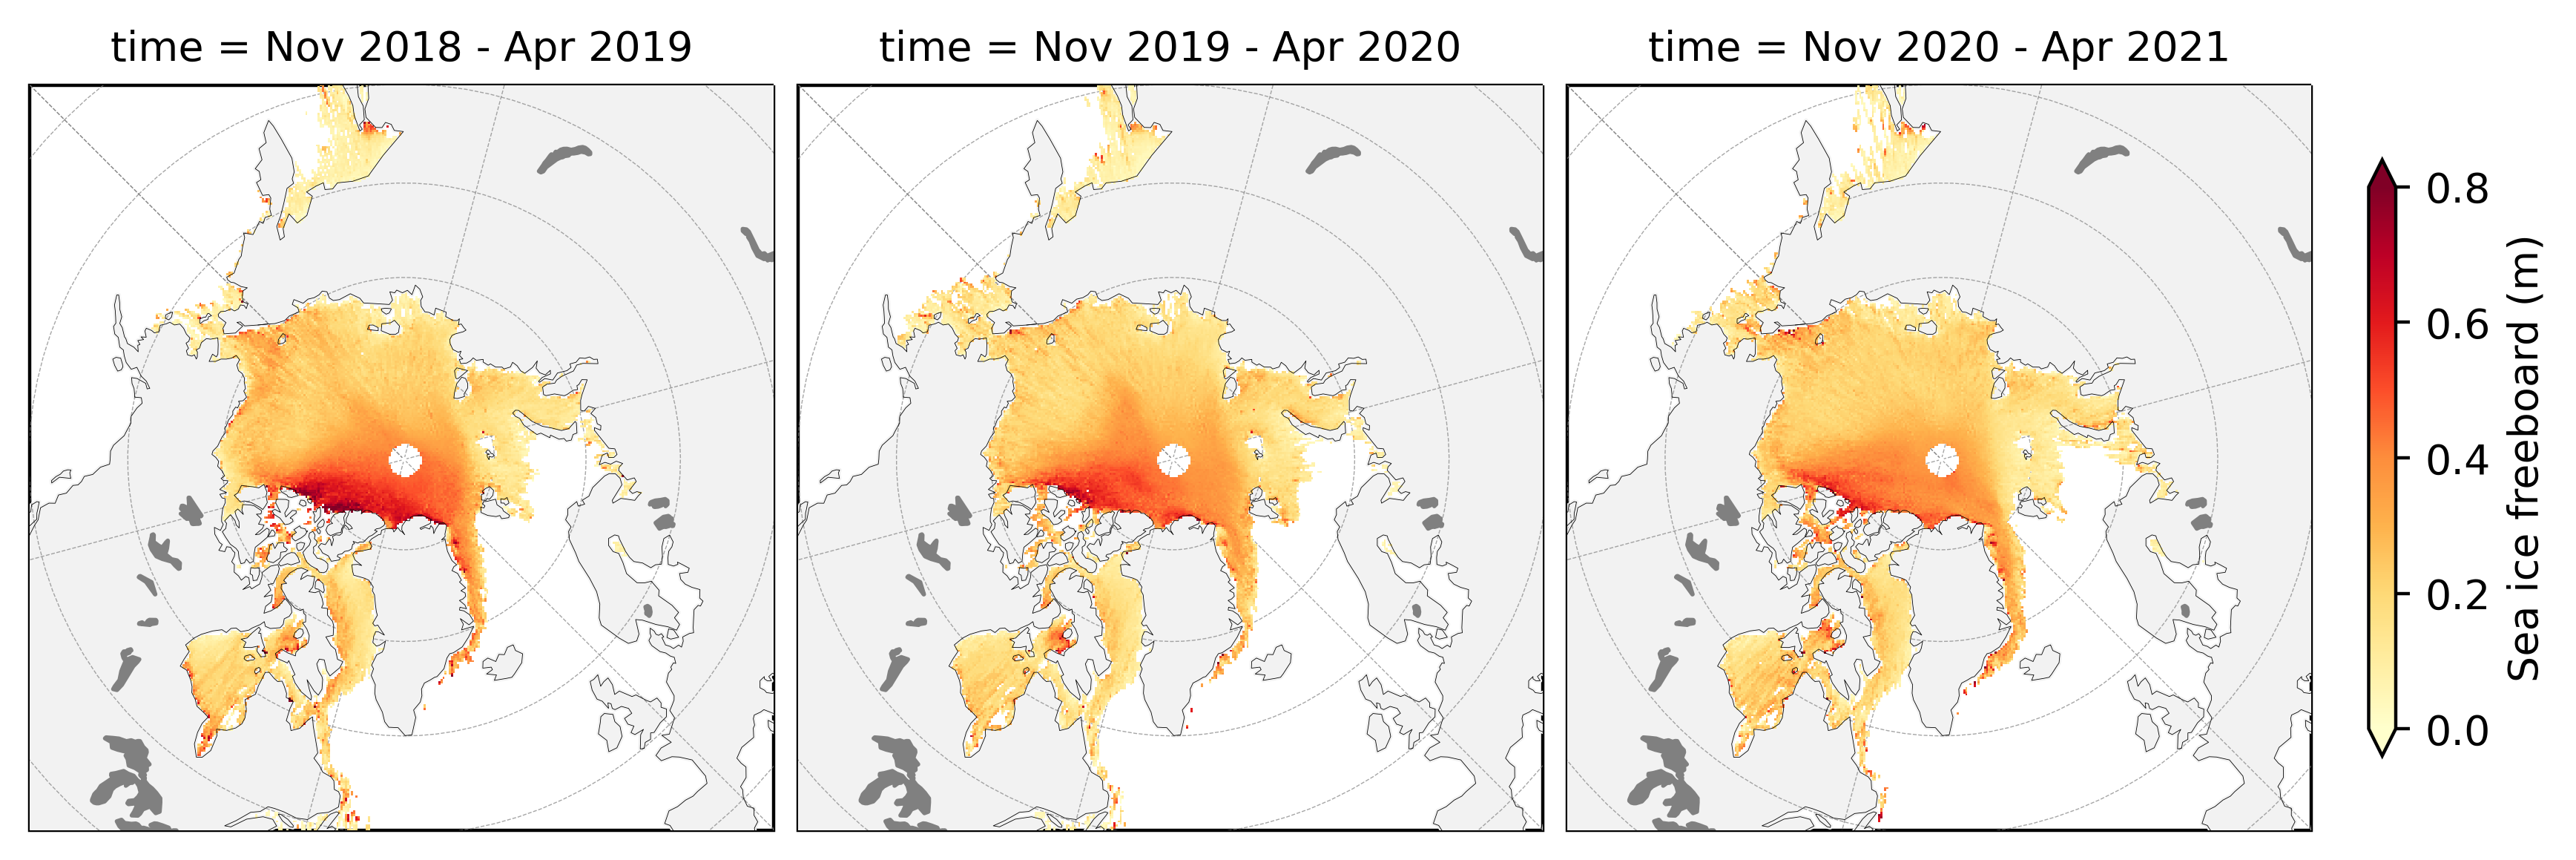 time = Nov 2018 - Apr 2019
time = Nov 2019 - Apr 2020
time = Nov 2020 - Apr 2021
0.8
0.6
0.4
0.2
0.0
Sea ice freeboard (m)